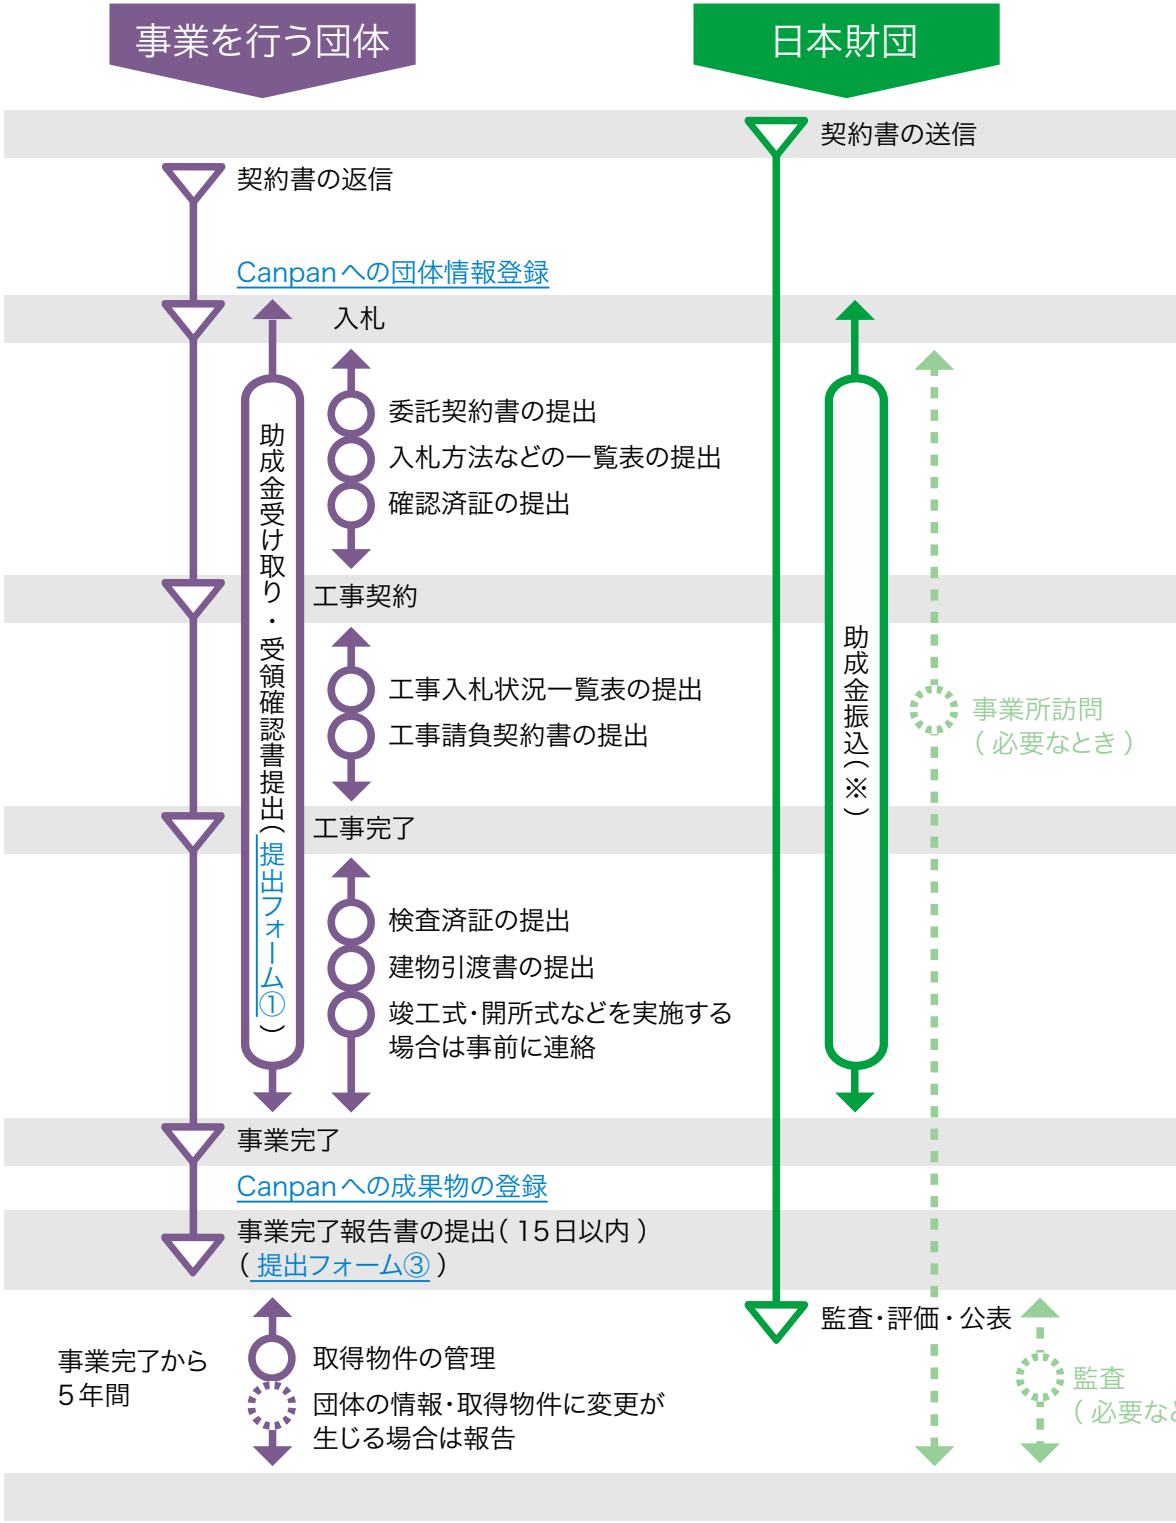 事業を行う団体
日本財団
契約書の送信
契約書の返信
Canpanへの団体情報登録
入札
委託契約書の提出
入札方法などの一覧表の提出
確認済証の提出
助成金受け取り・受領確認書提出(提出フォーム①)
工事契約
工事入札状況一覧表の提出
工事請負契約書の提出
助成金振込(※)
事業所訪問
(必要なとき)
工事完了
検査済証の提出
建物引渡書の提出
竣工式・開所式などを実施する
場合は事前に連絡
事業完了
Canpanへの成果物の登録
事業完了報告書の提出(15日以内)
(提出フォーム③)
監査・評価・公表
事業完了から
5年間
取得物件の管理
団体の情報・取得物件に変更が
生じる場合は報告
監査
(必要な